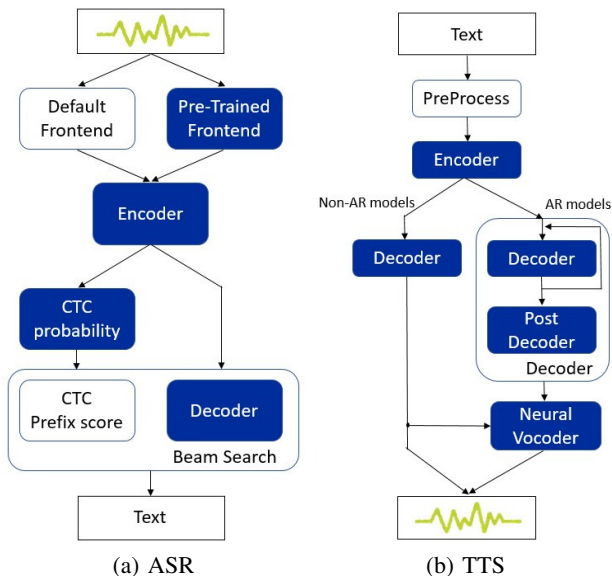 Default
Frontend
Pre-Trained
Frontend
Encoder
CTC
probability
CTC
Prefix score
Decoder
Beam Search
Text
(a) ASR
Text
PreProcess
Encoder
Non-AR models
AR models
Decoder
Decoder
Post
Decoder
Decoder
Neural
Vocoder
(b) TTS